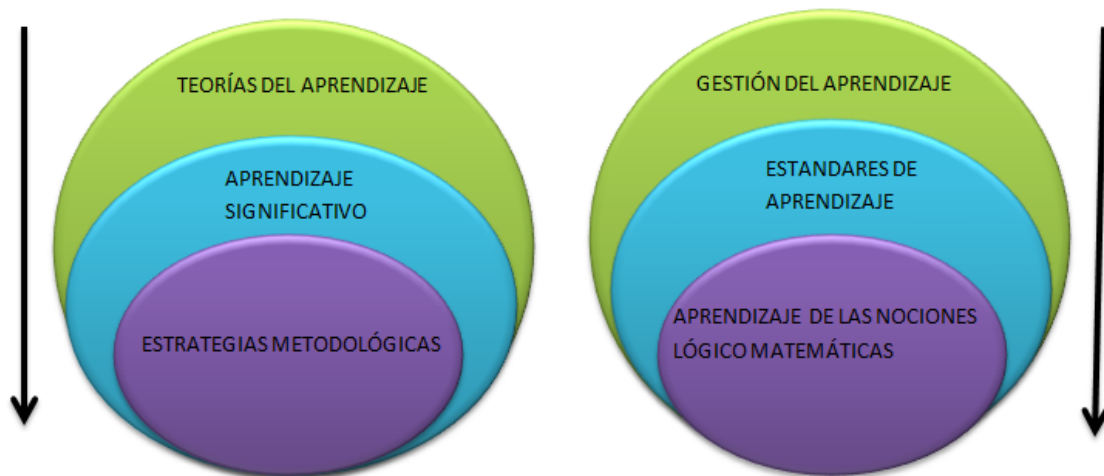 TEORÍAS DEL APRENDIZAJE
APRENDIZAJE
SIGNIFICATIVO
ESTRATEGIAS METODOLÓGICAS
GESTIÓN DEL APRENDIZAJE
ESTANDARES DE
APRENDIZAJE
APRENDIZAJE DE LAS NOCIONES
LÓGICO MATEMÁTICAS